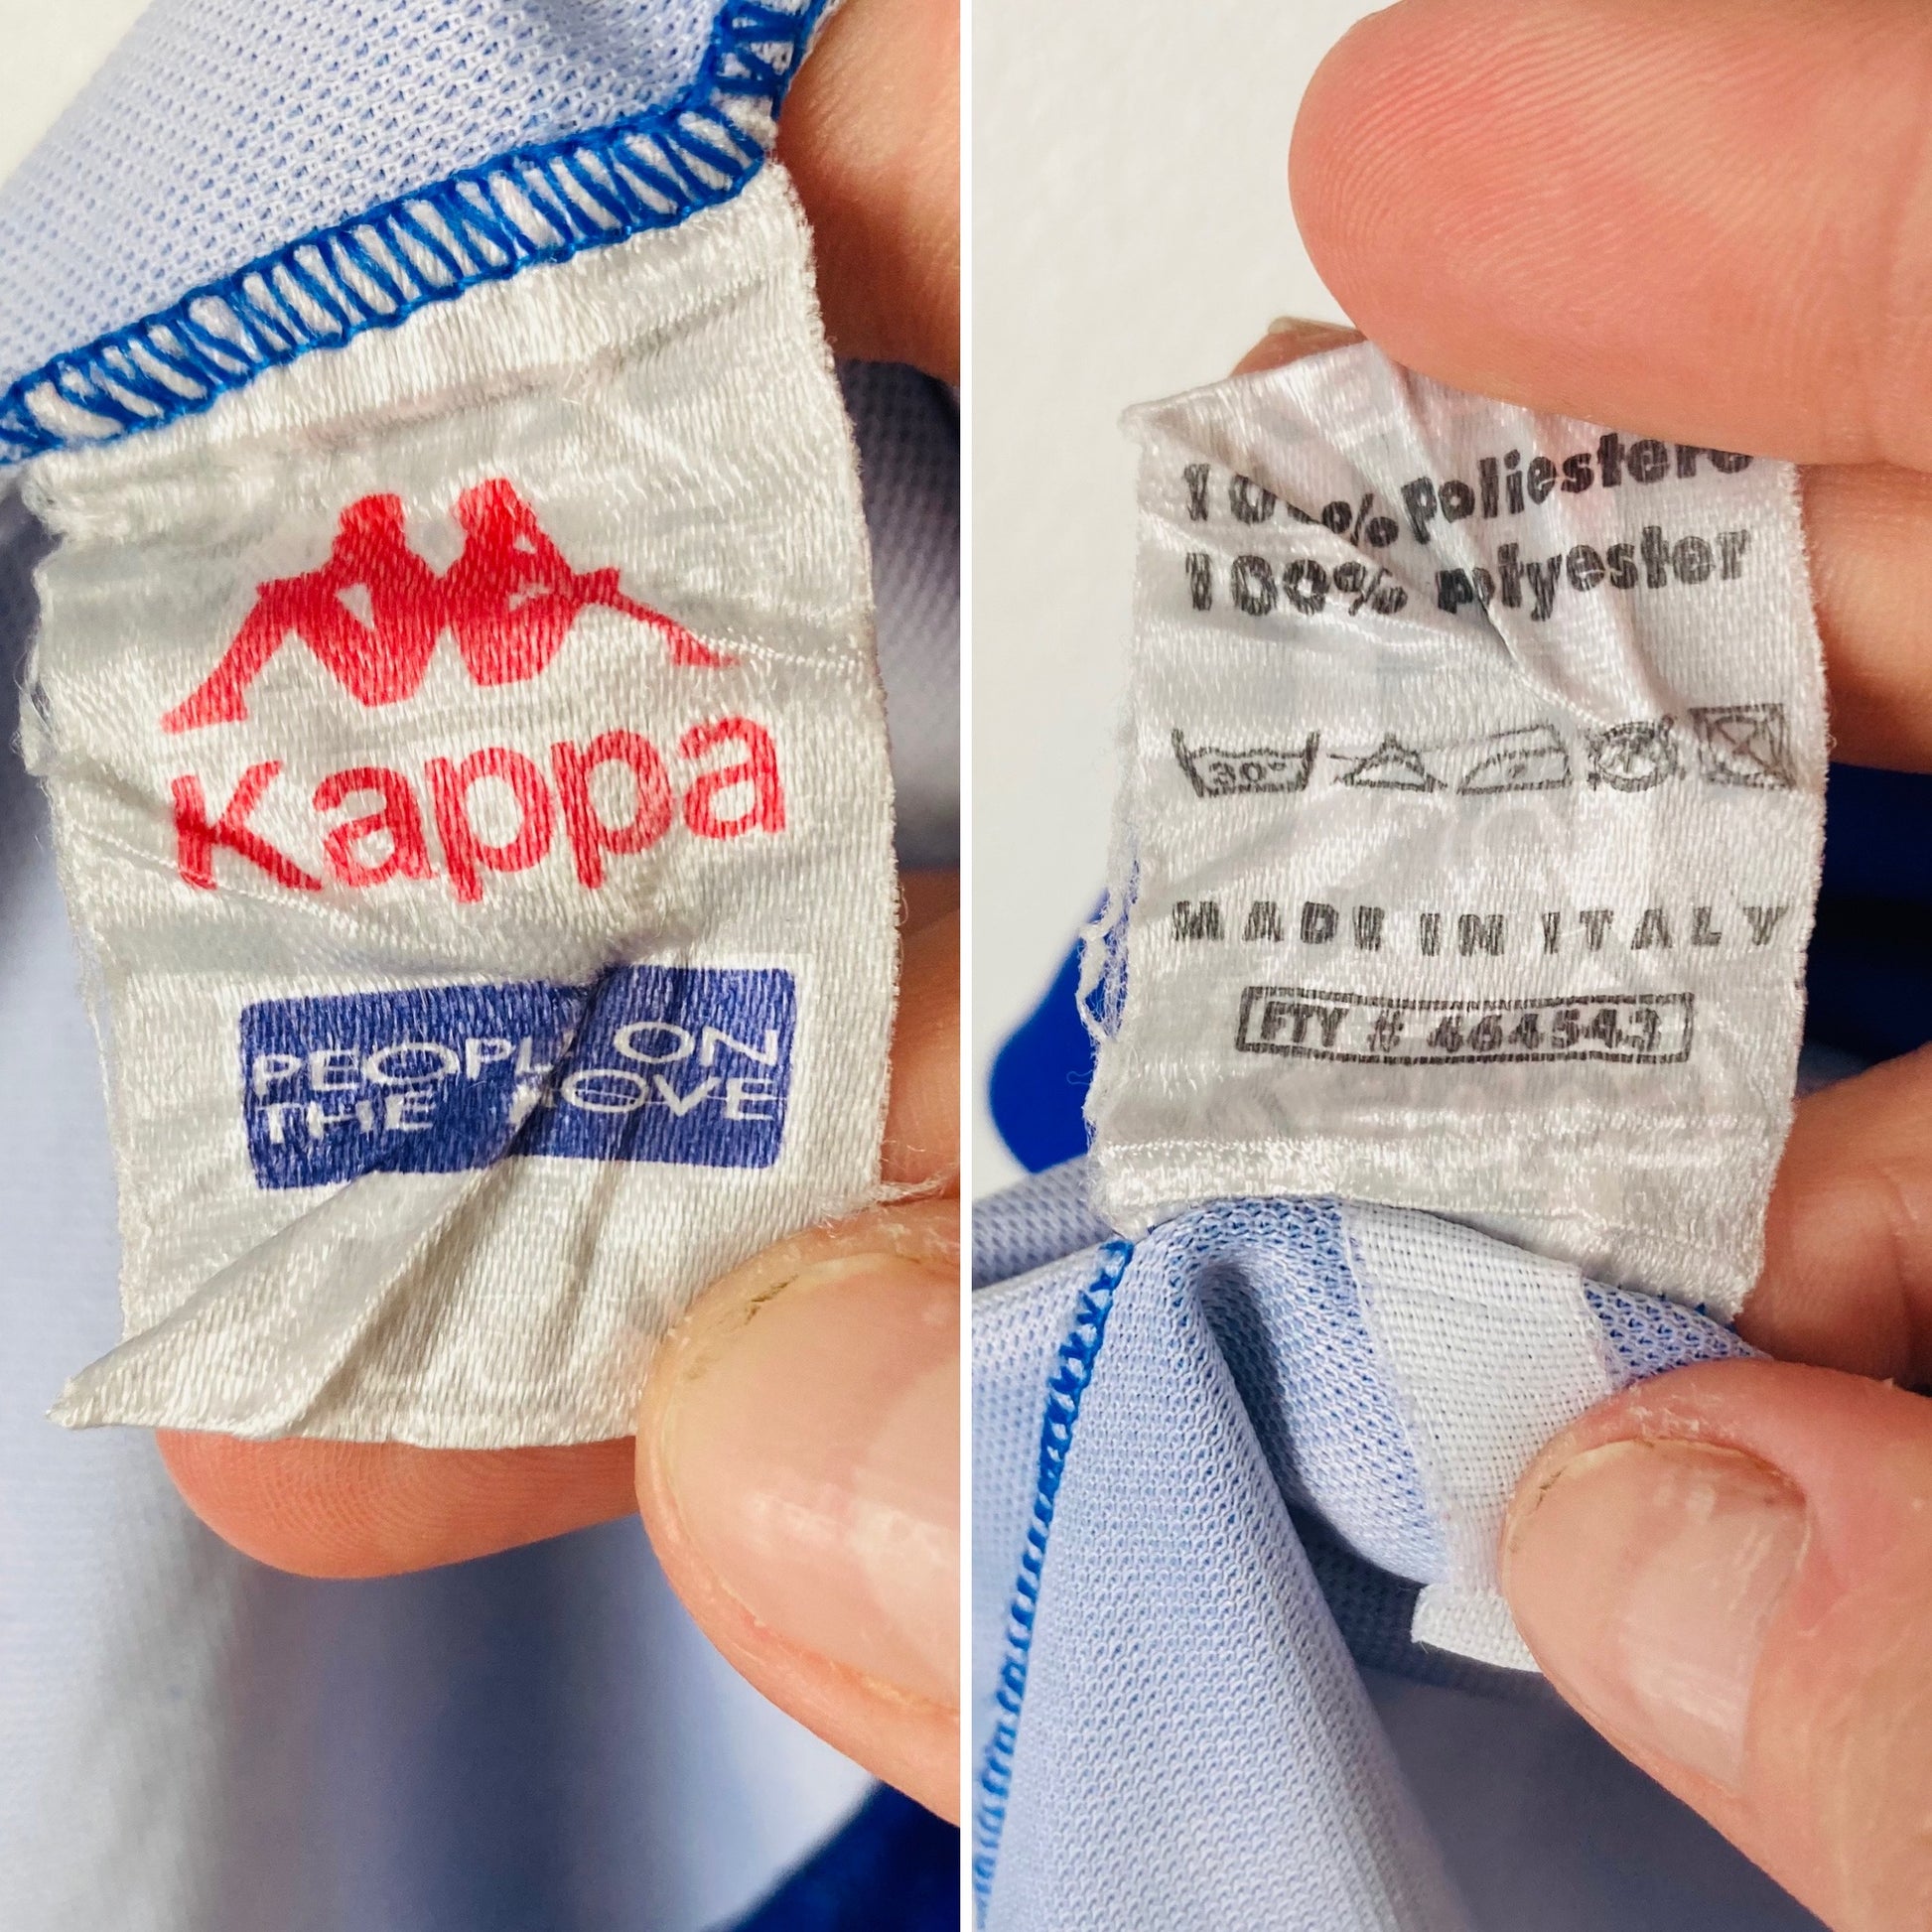 Kappa
PEOPLE ON
THE MOVE
100% poliestere
100% polyester
30°
MADE IN ITALY
FTY # 464543